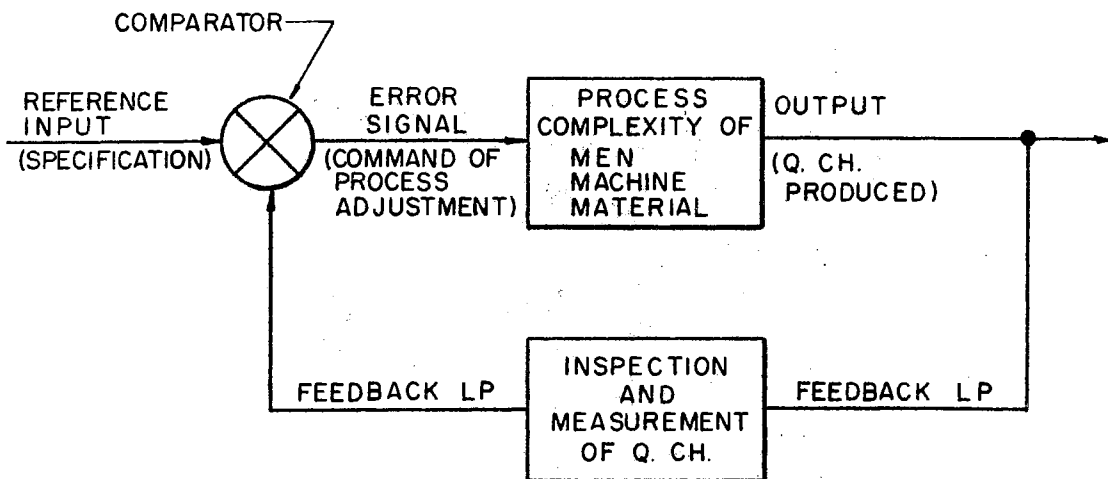 COMPARATOR
REFERENCE
INPUT
(SPECIFICATION)
ERROR
SIGNAL
(COMMAND OF
PROCESS
ADJUSTMENT)
PROCESS
COMPLEXITY OF
MEN
MACHINE
MATERIAL
OUTPUT
(Q. CH.
PRODUCED)
FEEDBACK LP
INSPECTION
AND
MEASUREMENT
OF Q. CH.
FEEDBACK LP